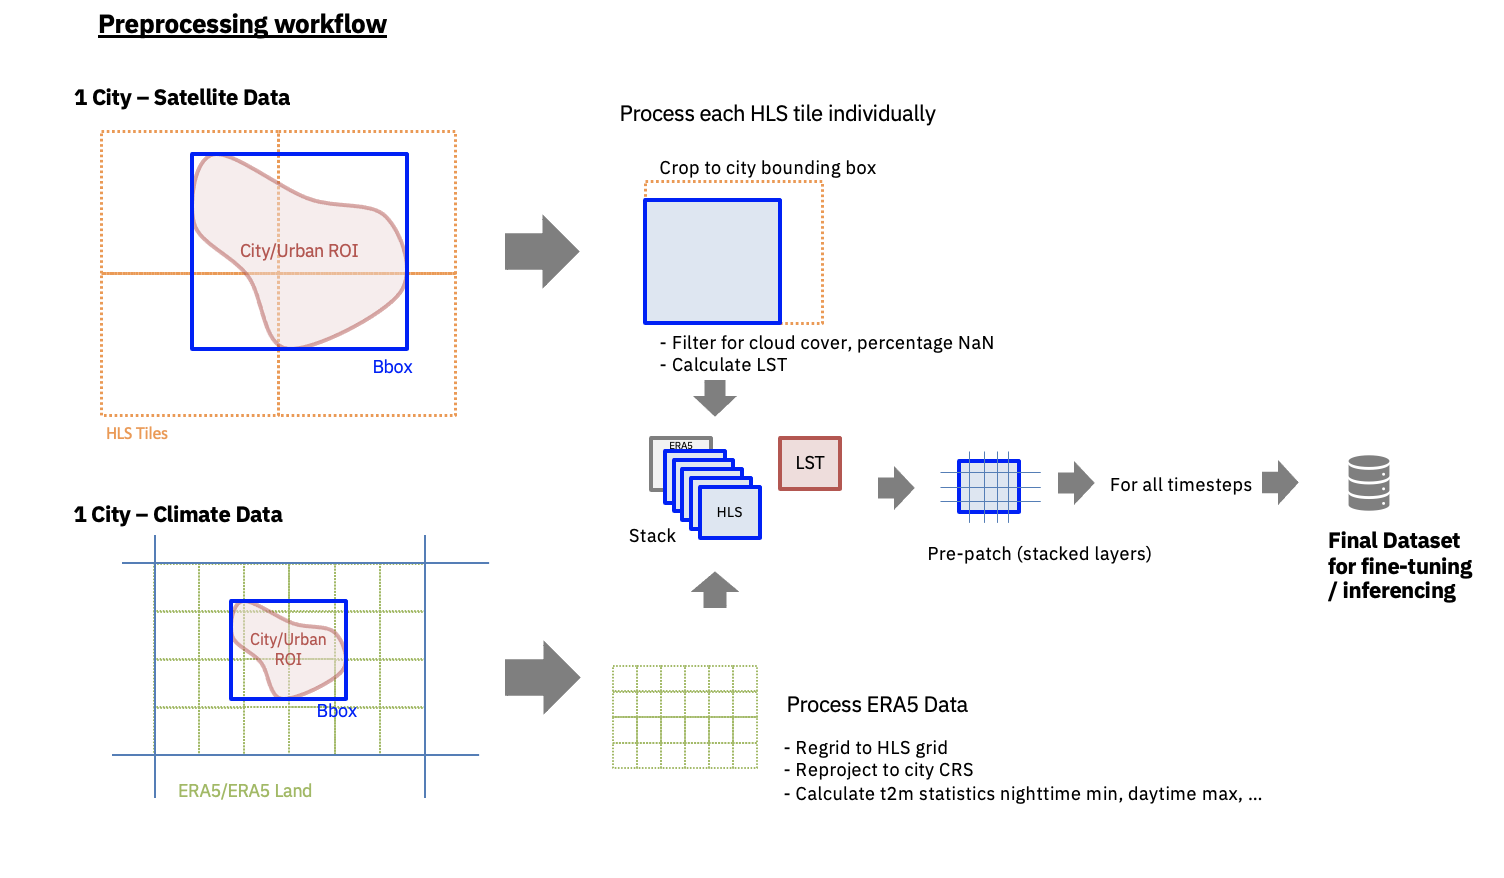 Preprocessing workflow
1 City – Satellite Data
City/Urban ROI
Bbox
HLS Tiles
Process each HLS tile individually
Crop to city bounding box
- Filter for cloud cover, percentage NaN
- Calculate LST
ERA5
HLS
Stack
LST
Pre-patch (stacked layers)
For all timesteps
Final Dataset
for fine-tuning
/ inferencing
1 City – Climate Data
City/Urban
ROI
Bbox
ERA5/ERA5 Land
Process ERA5 Data
- Regrid to HLS grid
- Reproject to city CRS
- Calculate t2m statistics nighttime min, daytime max, ...